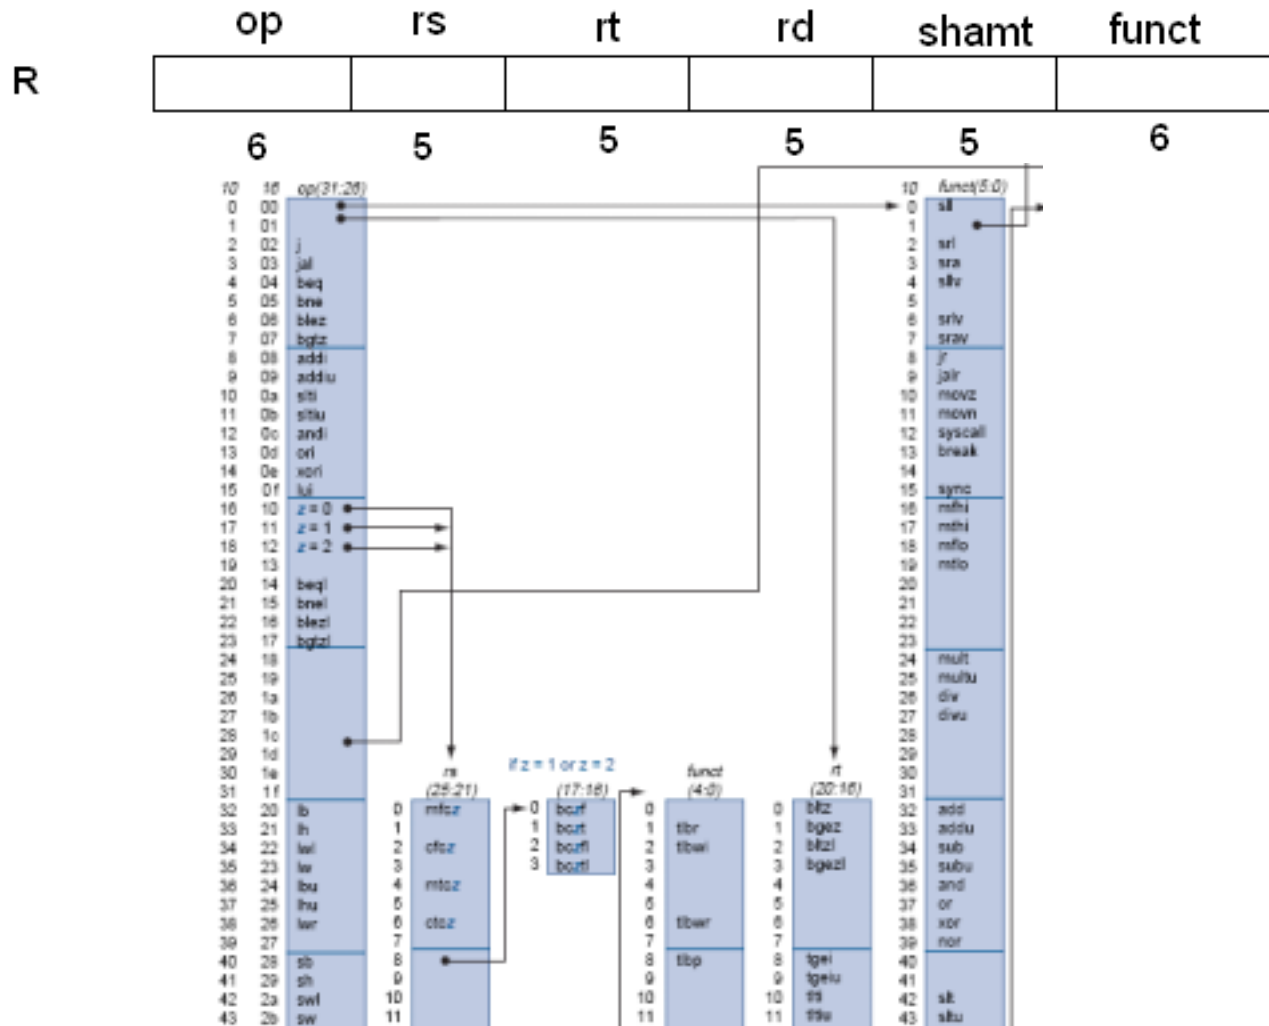 op rs rt rd shamt funct
R
6 5 5 5 5 6
10 16 op(31:26) 10 funct(5:0)
0 00 0 sll
1 01 1
2 02 j 2 srl
3 03 jal 3 sra
4 04 beq 4 sllv
5 05 bne 5
6 06 blez 6 srlv
7 07 bgtz 7 srav
8 08 addi 8 jr
9 09 addiu 9 jalr
10 0a slti 10 movz
11 0b sltiu 11 movn
12 0c andi 12 syscall
13 0d ori 13 break
14 0e xori 14
15 0f lui 15 sync
16 10 z = 0 16 mfhi
17 11 z = 1 17 mthi
18 12 z = 2 18 mflo
19 13 19 mtlo
20 14 beql 20
21 15 bnel 21
22 16 blezl 22
23 17 bgtzl 23
24 18 24 mult
25 19 25 multu
26 1a 26 div
27 1b 27 divu
28 1c 28
29 1d 29
30 1e rs if z = 1 or z = 2 funct rt 30
31 1f (25:21) (17:16) (4:0) (20:16) 31
32 20 lb 0 mfcz 0 bczf 0 0 bltz 32 add
33 21 lh 1 1 bczt 1 tlbr 1 bgez 33 addu
34 22 lwl 2 cfcz 2 bczfl 2 tlbwi 2 bltzl 34 sub
35 23 lw 3 3 bcztl 3 3 bgezl 35 subu
36 24 lbu 4 mtcz 4 4 36 and
37 25 lhu 5 5 5 37 or
38 26 lwr 6 ctcz 6 tlbwr 6 38 xor
39 27 7 7 7 39 nor
40 28 sb 8 8 tlbp 8 tgei 40
41 29 sh 9 9 9 tgeiu 41
42 2a swl 10 10 10 tlti 42 slt
43 2b sw 11 11 11 tltiu 43 sltu